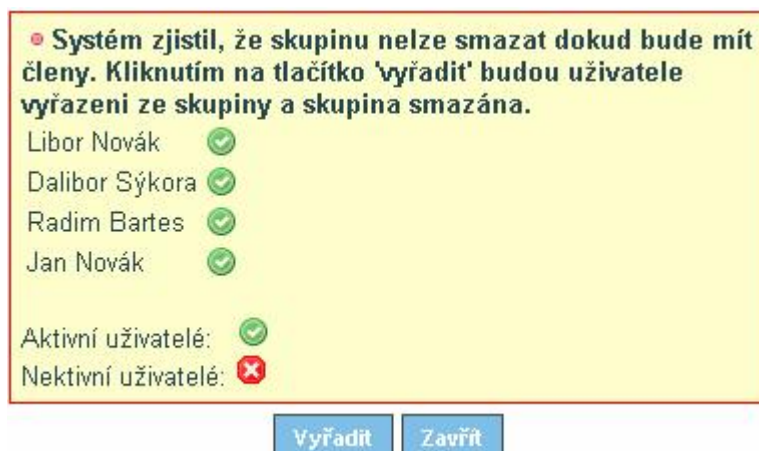 Systém zjistil, že skupinu nelze smazat dokud bude mít
členy. Kliknutím na tlačítko 'vyřadit' budou uživatele
vyřazeni ze skupiny a skupina smazána.
Libor Novák
Dalibor Sýkora
Radim Bartes
Jan Novák
Aktivní uživatelé:
Nektivní uživatelé:
Vyřadit Zavřít